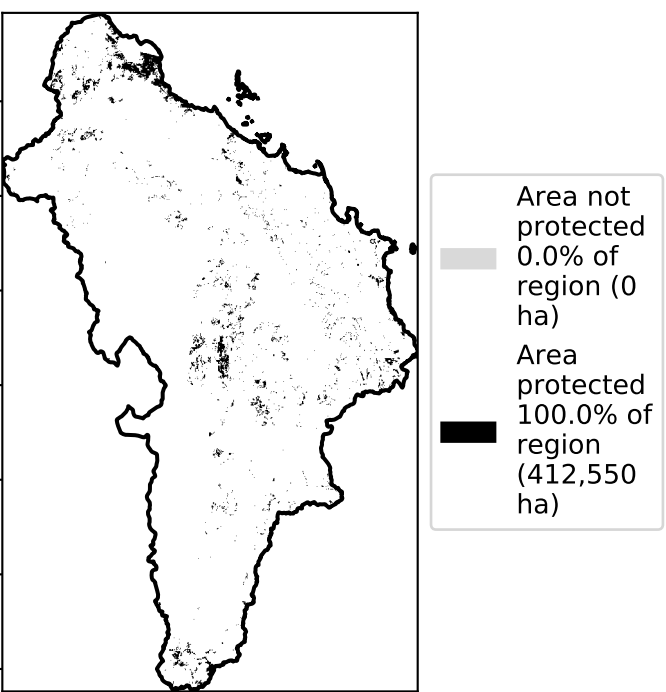 Area not
protected
0.0% of
region (0
ha)
Area
protected
100.0% of
region
(412,550
ha)